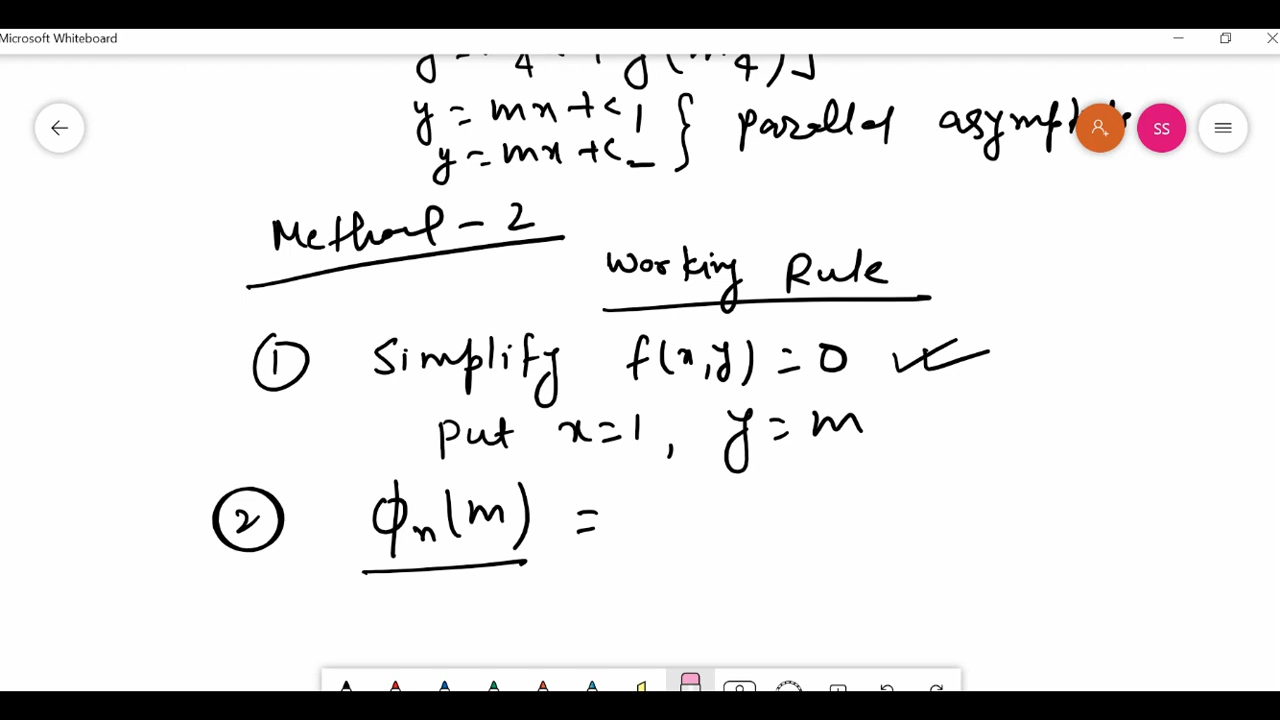 Microsoft Whiteboard
y = mx + c1 } parallel
y = mx + c2
SS
Method - 2
Working Rule
① Simplify f(x,y) = 0 ✓
put x=1, y = m
② ϕn(m) =